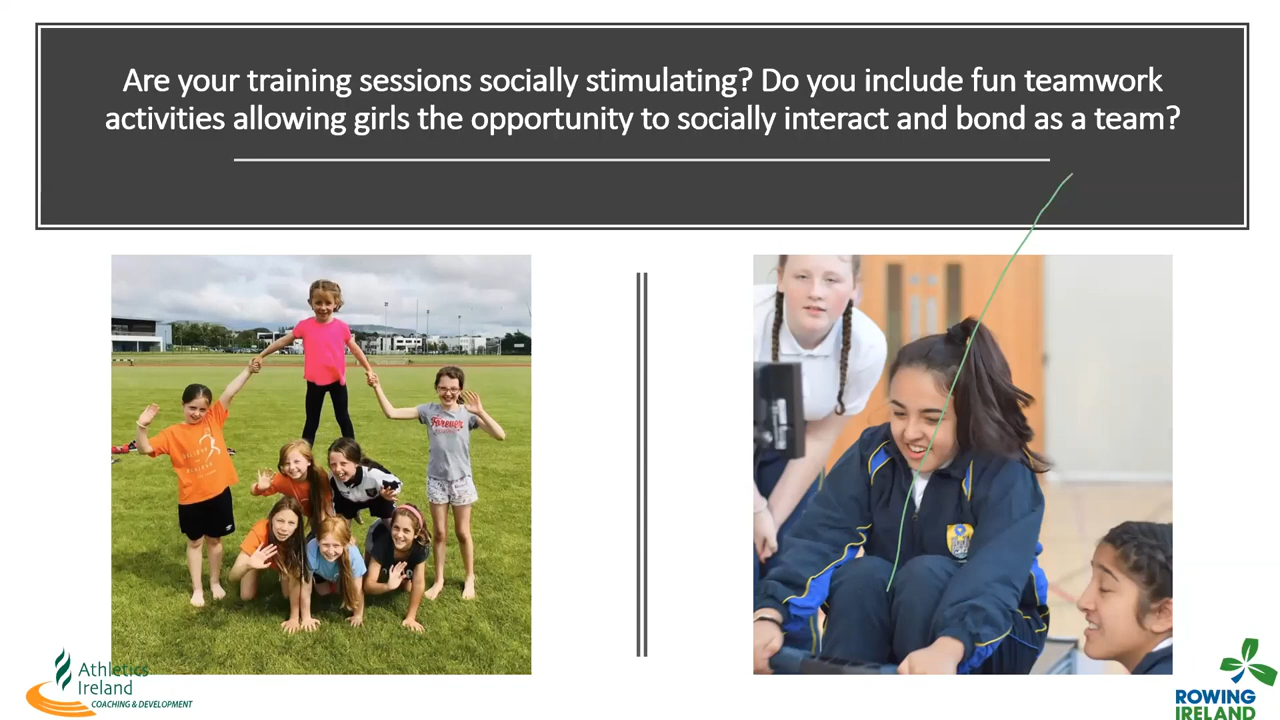 Are your training sessions socially stimulating? Do you include fun teamwork
activities allowing girls the opportunity to socially interact and bond as a team?
Forever
Athletics
Ireland
COACHING & DEVELOPMENT
ROWING
IRELAND